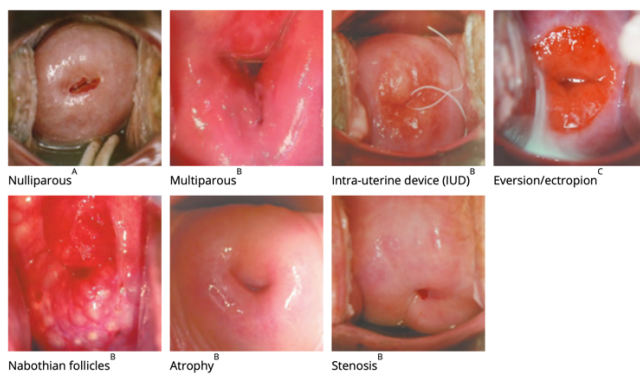 Nulliparous A
Multiparous B
Intra-uterine device (IUD) B
Eversion/ectropion C
Nabothian follicles B
Atrophy B
Stenosis B